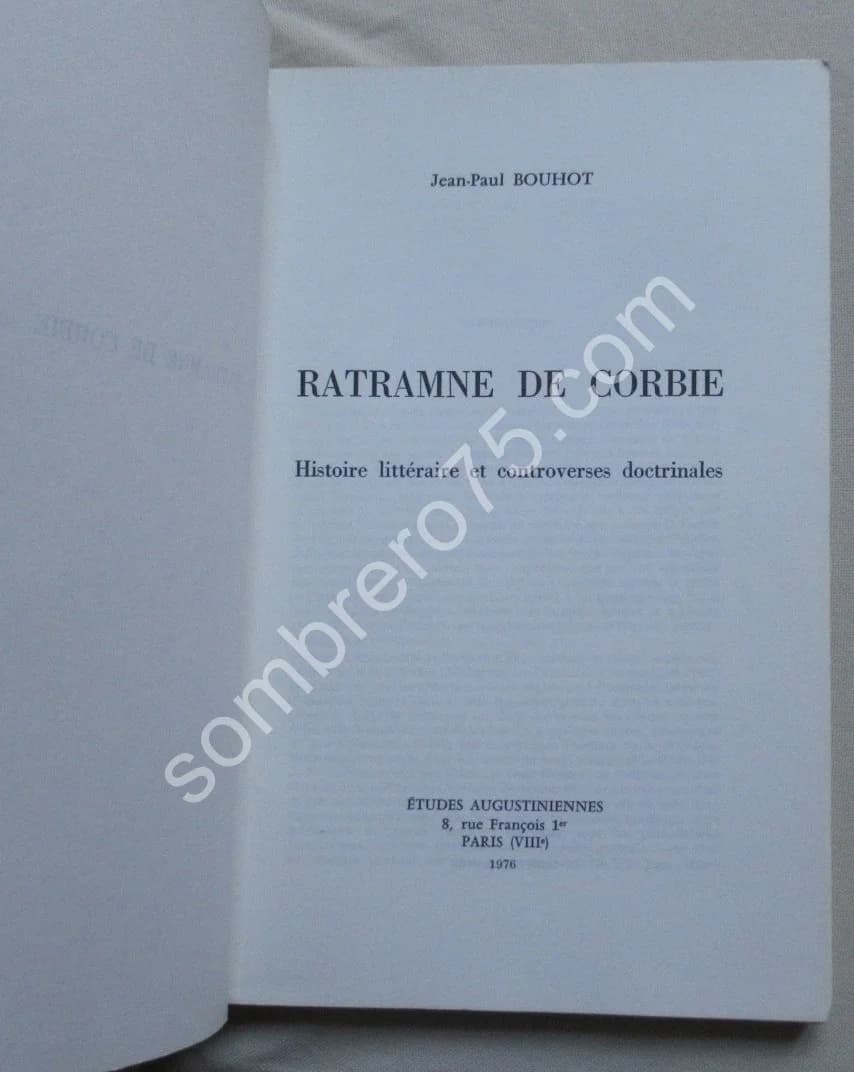 Jean-Paul BOUHOT
RATRAMNE DE CORBIE
Histoire littéraire et controverses doctrinales
sombrero75.com
ÉTUDES AUGUSTINIENNES
8, rue François 1er
PARIS (VIIIe)
1976